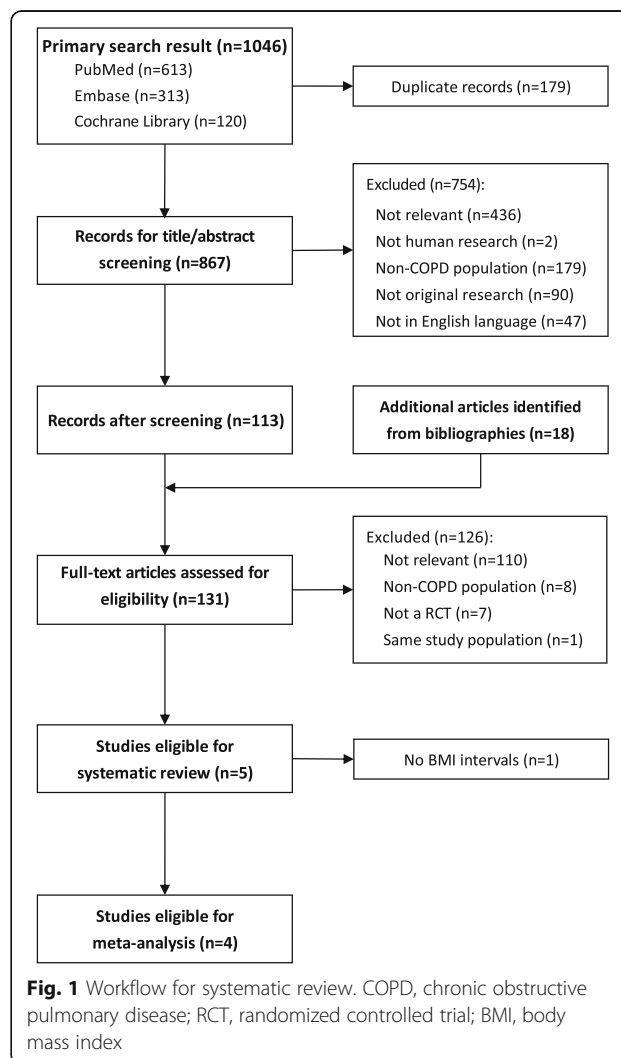 Primary search result (n=1046)
PubMed (n=613)
Embase (n=313)
Cochrane Library (n=120)
Duplicate records (n=179)
Records for title/abstract
screening (n=867)
Excluded (n=754):
Not relevant (n=436)
Not human research (n=2)
Non-COPD population (n=179)
Not original research (n=90)
Not in English language (n=47)
Records after screening (n=113)
Additional articles identified
from bibliographies (n=18)
Full-text articles assessed for
eligibility (n=131)
Excluded (n=126):
Not relevant (n=110)
Non-COPD population (n=8)
Not a RCT (n=7)
Same study population (n=1)
Studies eligible for
systematic review (n=5)
No BMI intervals (n=1)
Studies eligible for
meta-analysis (n=4)
Fig. 1 Workflow for systematic review. COPD, chronic obstructive
pulmonary disease; RCT, randomized controlled trial; BMI, body
mass index